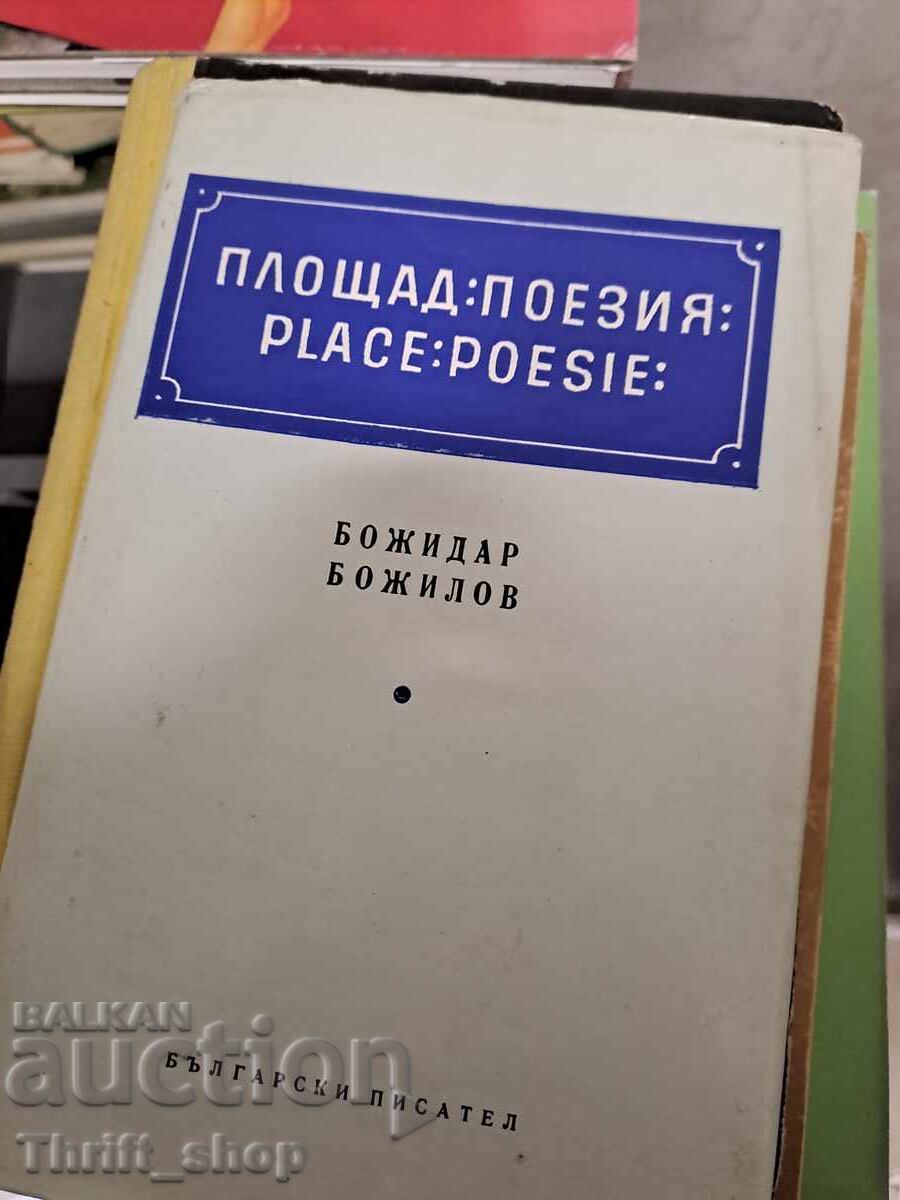 ПЛОЩАД:ПОЕЗИЯ:
PLACE:POESIE:
БОЖИДАР
БОЖИЛОВ
БЪЛГАРСКИ ПИСАТЕЛ
BALKAN
auction
Thrift_shop